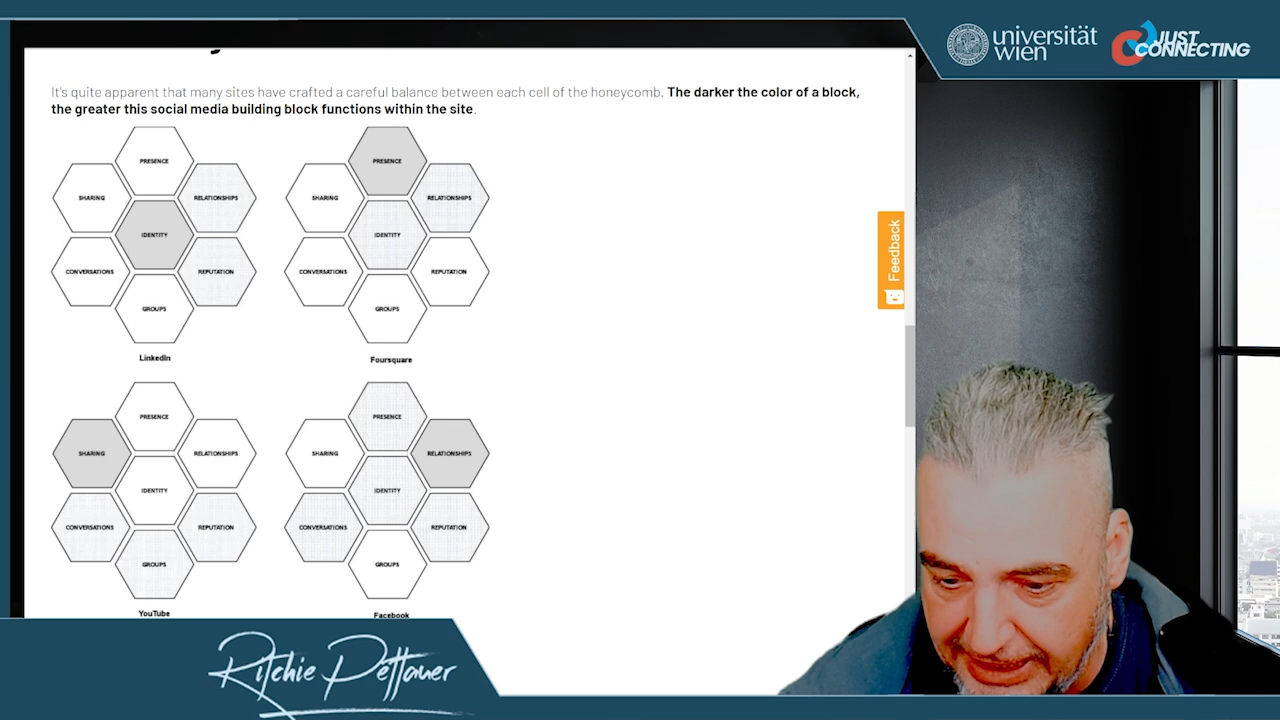 universität
wien
JUST
CONNECTING
It's quite apparent that many sites have crafted a careful balance between each cell of the honeycomb. The darker the color of a block,
the greater this social media building block functions within the site.
PRESENCE
SHARING
RELATIONSHIPS
IDENTITY
CONVERSATIONS
REPUTATION
GROUPS
LinkedIn
PRESENCE
SHARING
RELATIONSHIPS
IDENTITY
CONVERSATIONS
REPUTATION
GROUPS
Foursquare
PRESENCE
SHARING
RELATIONSHIPS
IDENTITY
CONVERSATIONS
REPUTATION
GROUPS
YouTube
PRESENCE
SHARING
RELATIONSHIPS
IDENTITY
CONVERSATIONS
REPUTATION
GROUPS
Facebook
Feedback
Ritchie Pettauer